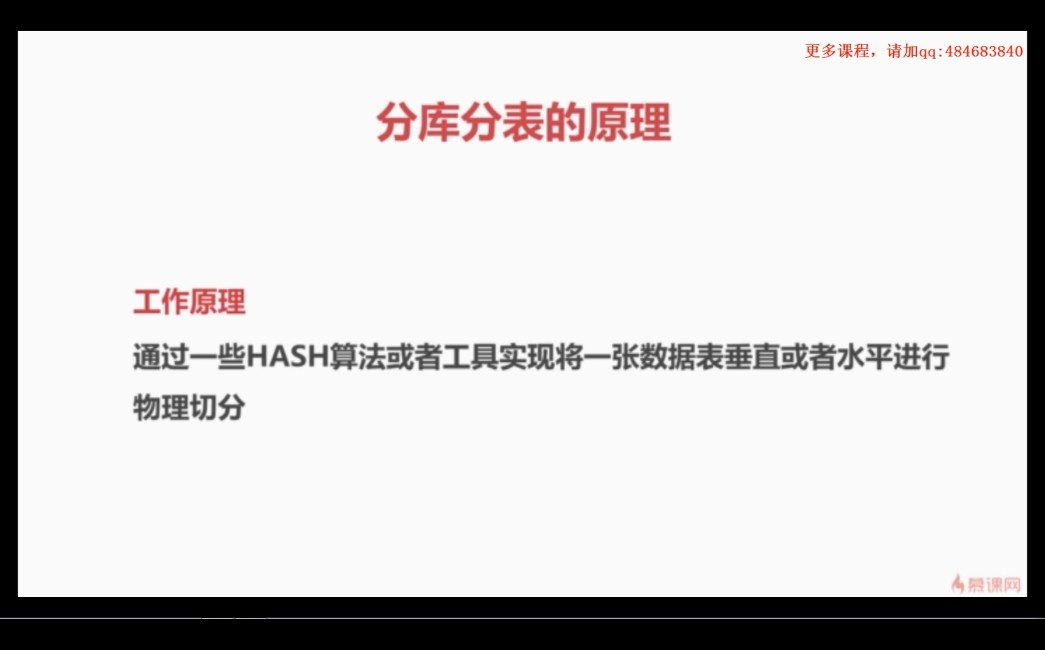 更多课程，请加qq:484683840
分库分表的原理
工作原理
通过一些HASH算法或者工具实现将一张数据表垂直或者水平进行
物理切分
慕课网